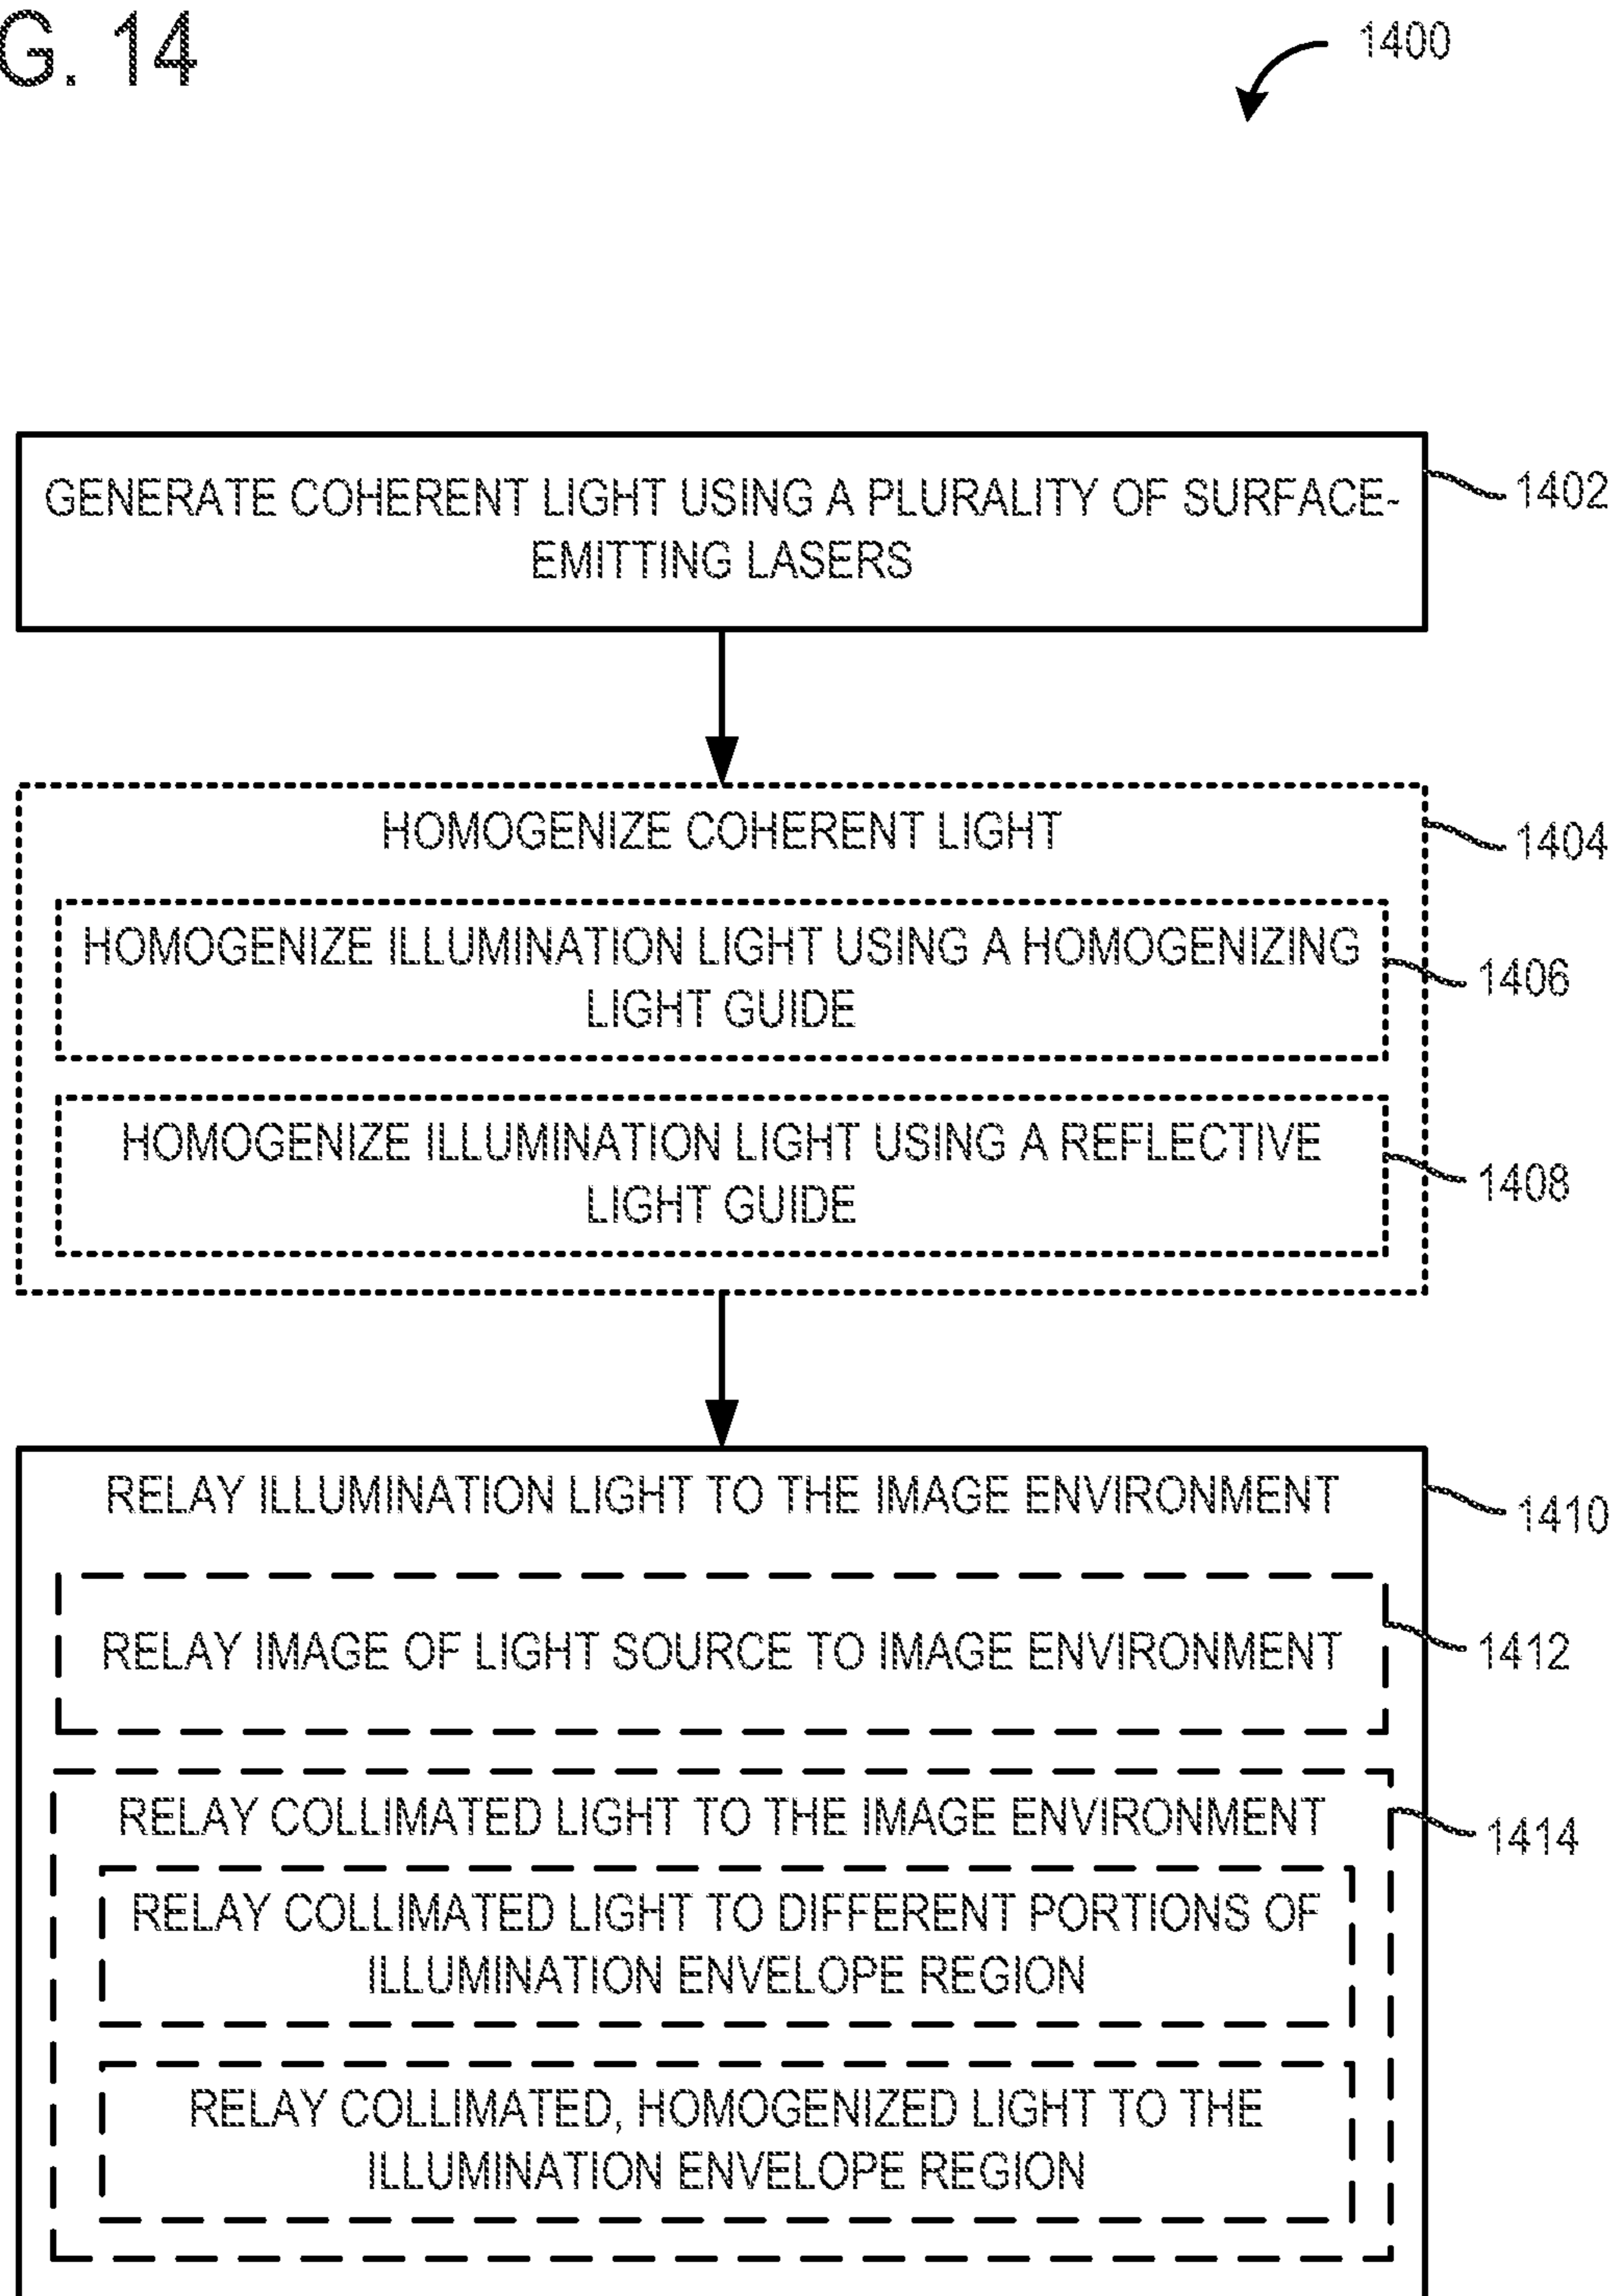 G. 14
1400
GENERATE COHERENT LIGHT USING A PLURALITY OF SURFACE-
EMITTING LASERS
1402
HOMOGENIZE COHERENT LIGHT
1404
HOMOGENIZE ILLUMINATION LIGHT USING A HOMOGENIZING
LIGHT GUIDE
1406
HOMOGENIZE ILLUMINATION LIGHT USING A REFLECTIVE
LIGHT GUIDE
1408
RELAY ILLUMINATION LIGHT TO THE IMAGE ENVIRONMENT
1410
RELAY IMAGE OF LIGHT SOURCE TO IMAGE ENVIRONMENT
1412
RELAY COLLIMATED LIGHT TO THE IMAGE ENVIRONMENT
1414
RELAY COLLIMATED LIGHT TO DIFFERENT PORTIONS OF
ILLUMINATION ENVELOPE REGION
RELAY COLLIMATED, HOMOGENIZED LIGHT TO THE
ILLUMINATION ENVELOPE REGION